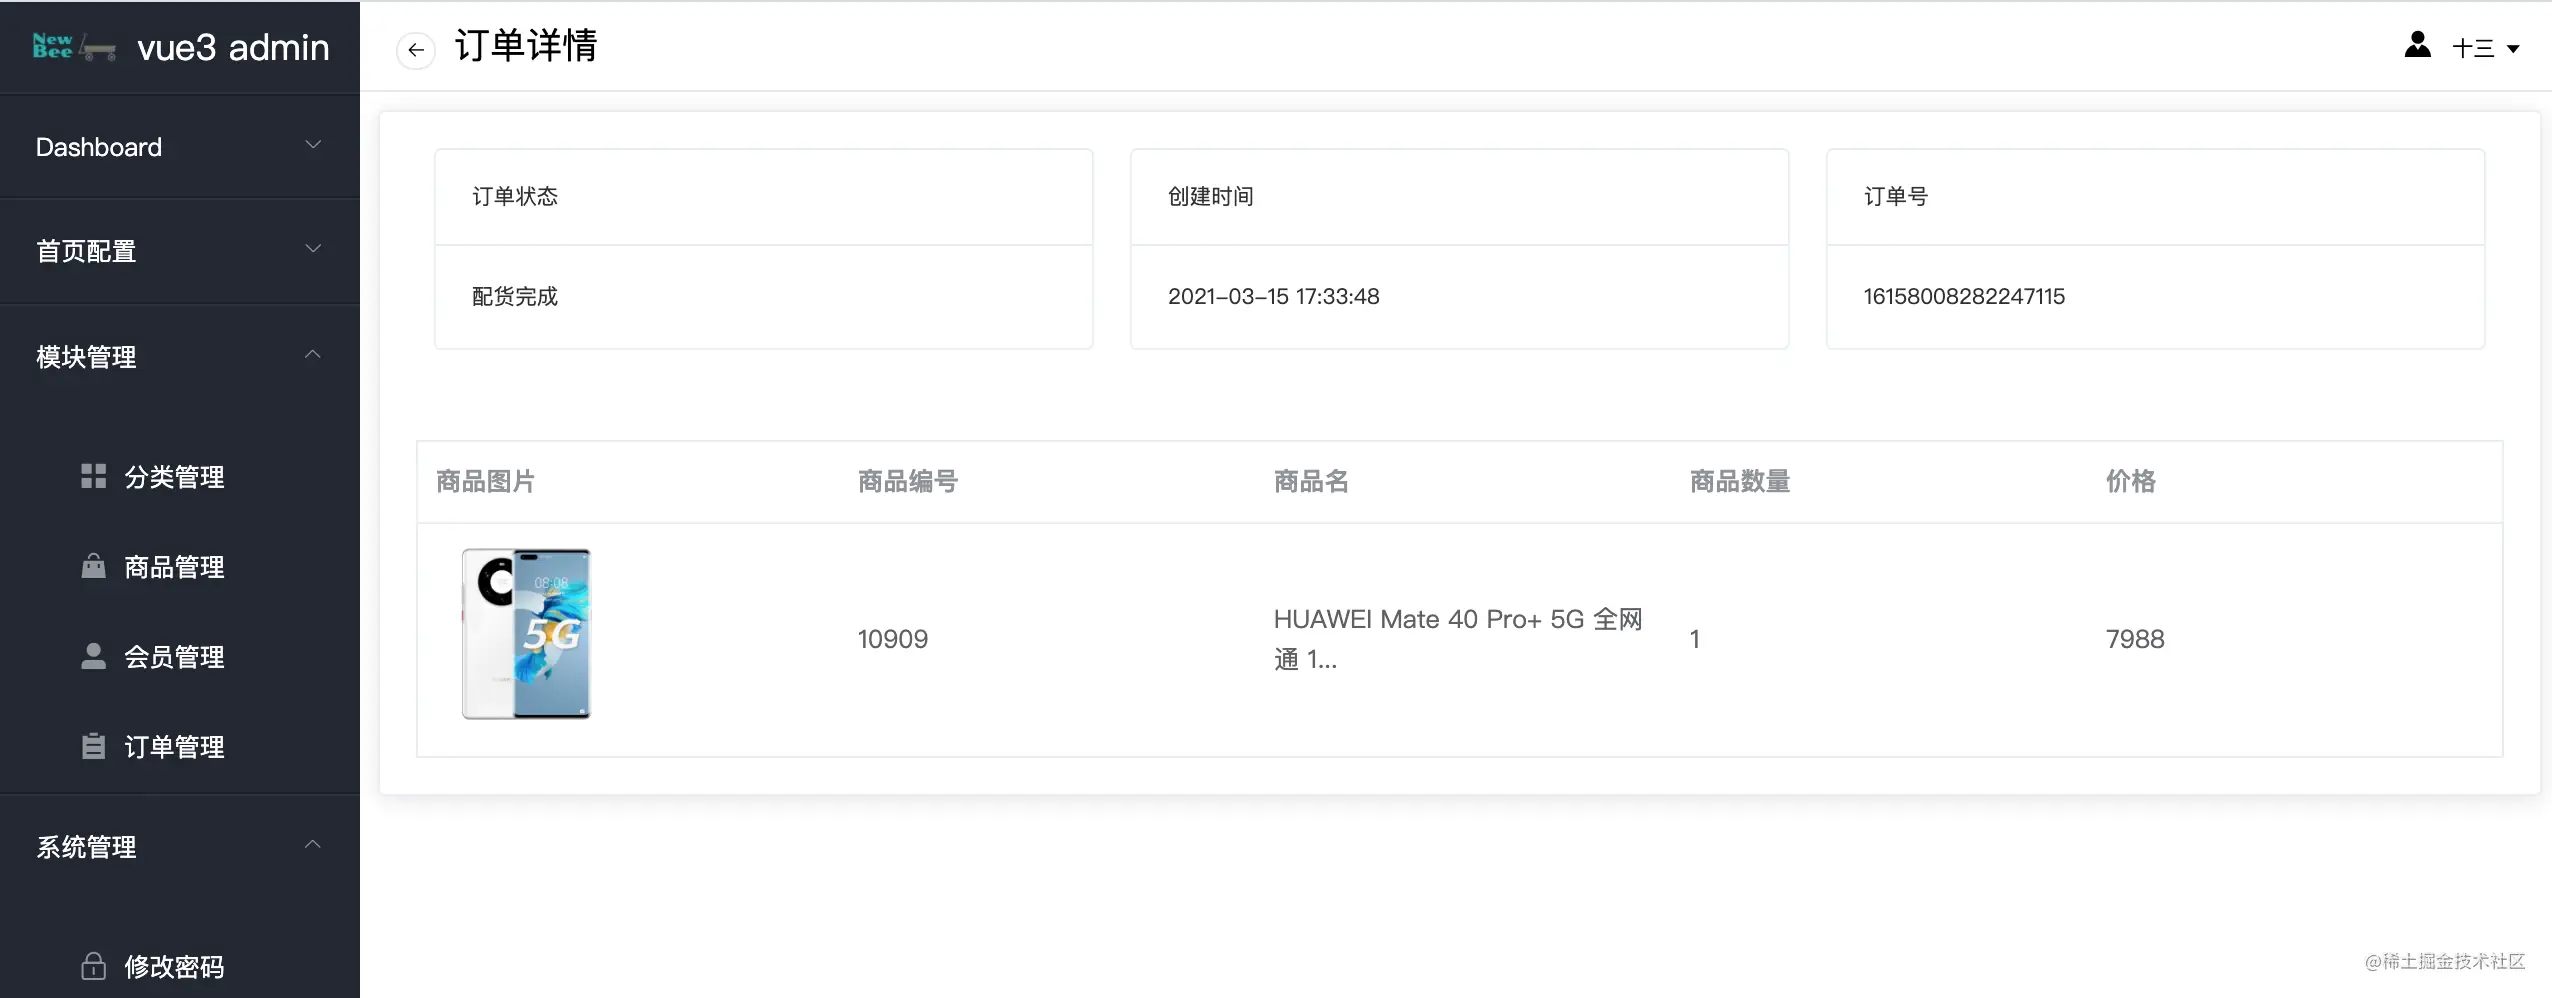 New
Bee
vue3 admin
订单详情
十三
Dashboard
首页配置
模块管理
分类管理
商品管理
会员管理
订单管理
系统管理
修改密码
订单状态
配货完成
创建时间
2021-03-15 17:33:48
订单号
16158008282247115
商品图片 商品编号 商品名 商品数量 价格
08:08
5G
10909
HUAWEI Mate 40 Pro+ 5G 全网
通 1...
1
7988
@稀土掘金技术社区